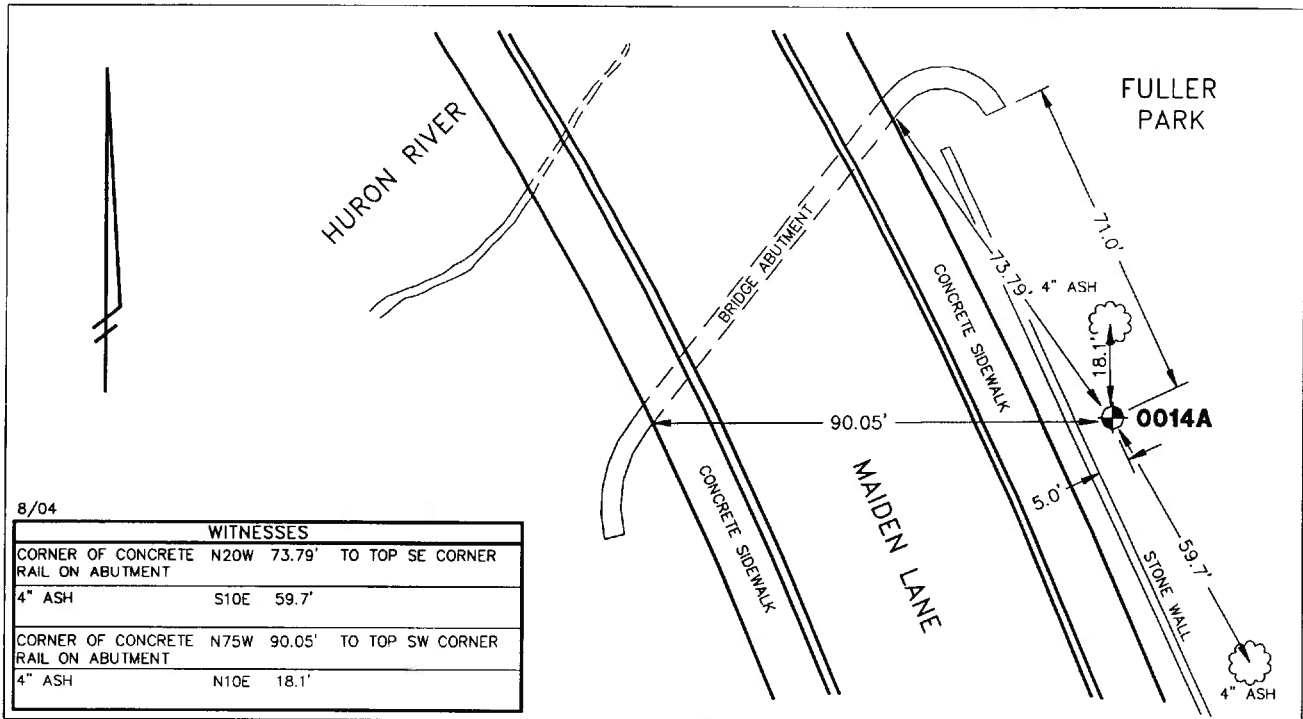 FULLER
PARK
HURON RIVER
BRIDGE ABUTMENT
71.0'
73.79'
4" ASH
CONCRETE SIDEWALK
18.1'
0014A
90.05'
MAIDEN LANE
CONCRETE SIDEWALK
5.0'
59.7'
STONE WALL
4" ASH
8/04
WITNESSES
CORNER OF CONCRETE N20W 73.79' TO TOP SE CORNER
RAIL ON ABUTMENT
4" ASH S10E 59.7'
CORNER OF CONCRETE N75W 90.05' TO TOP SW CORNER
RAIL ON ABUTMENT
4" ASH N10E 18.1'